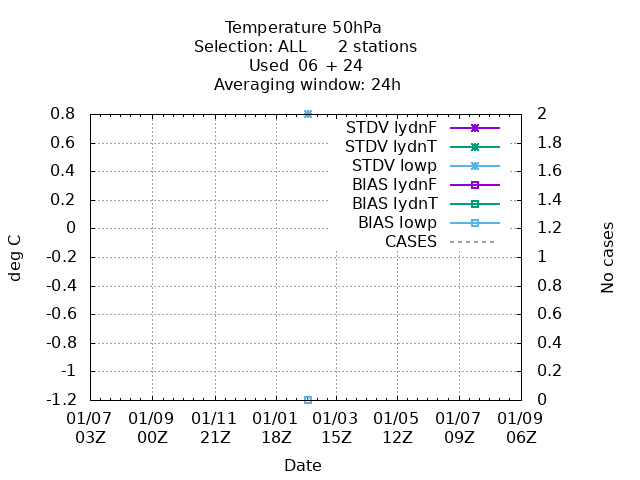 Temperature 50hPa
Selection: ALL      2 stations
Used  06 + 24
Averaging window: 24h
0.8
0.6
0.4
0.2
0
-0.2
-0.4
-0.6
-0.8
-1
-1.2
deg C
2
1.8
1.6
1.4
1.2
1
0.8
0.6
0.4
0.2
0
No cases
STDV lydnF
STDV lydnT
STDV lowp
BIAS lydnF
BIAS lydnT
BIAS lowp
CASES
01/07 01/09 01/11 01/01 01/03 01/05 01/07 01/09
03Z 00Z 21Z 18Z 15Z 12Z 09Z 06Z
Date